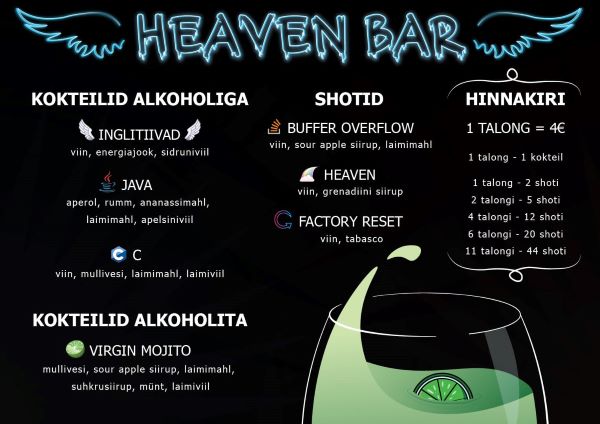 HEAVEN BAR
KOKTEILID ALKOHOLIGA
INGLITIIVAD
viin, energiajook, sidruniviil
JAVA
aperol, rumm, ananassimahl,
laimimahl, apelsiniviil
C
viin, mullivesi, laimimahl, laimiviil
KOKTEILID ALKOHOLITA
VIRGIN MOJITO
mullivesi, sour apple siirup, laimimahl,
suhkrusiirup, münt, laimiviil
SHOTID
BUFFER OVERFLOW
viin, sour apple siirup, laimimahl
HEAVEN
viin, grenadiini siirup
FACTORY RESET
viin, tabasco
HINNAKIRI
1 TALONG = 4€
1 talong - 1 kokteil
1 talong - 2 shoti
2 talongi - 5 shoti
4 talongi - 12 shoti
6 talongi - 20 shoti
11 talongi - 44 shoti